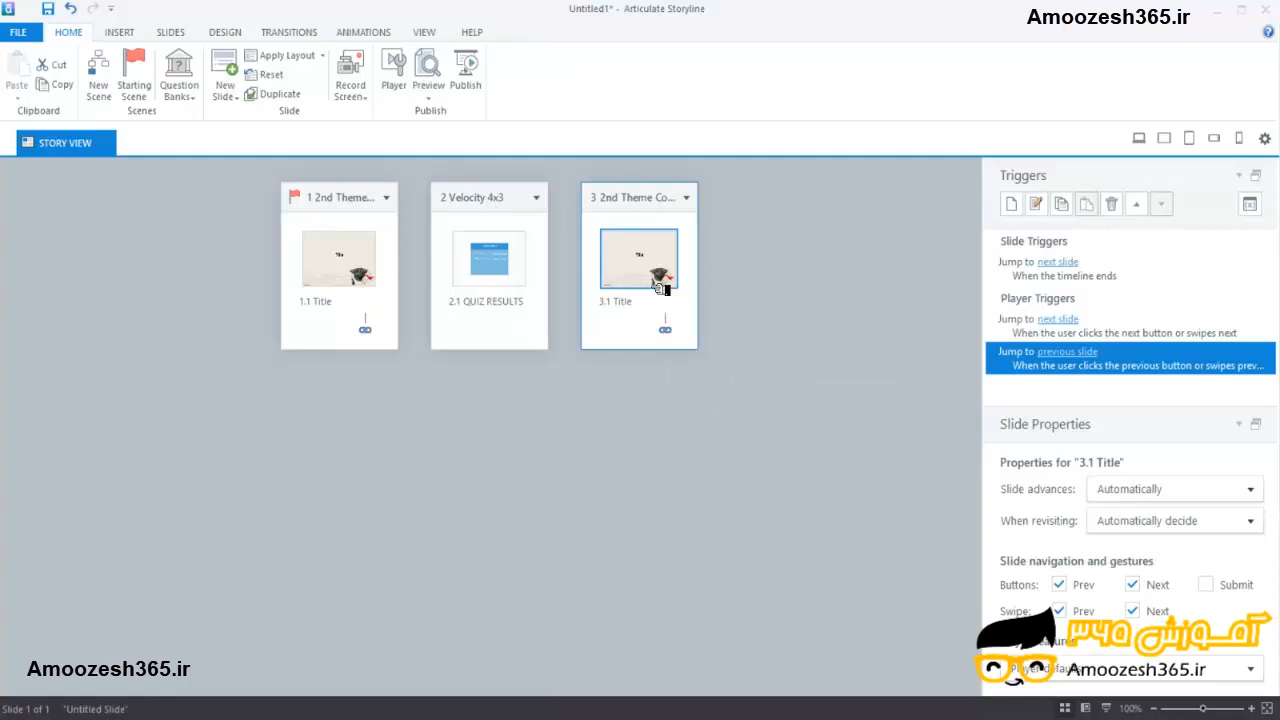 Untitled1* - Articulate Storyline
Amoozesh365.ir
FILE HOME INSERT SLIDES DESIGN TRANSITIONS ANIMATIONS VIEW HELP
Paste
Cut
Copy
Clipboard
New Scene
Starting Scene
Question Banks
Scenes
New Slide
Apply Layout
Reset
Duplicate
Slide
Record Screen
Player
Preview
Publish
Publish
STORY VIEW
1 2nd Theme...
Title
1.1 Title
2 Velocity 4x3
2.1 QUIZ RESULTS
3 2nd Theme Co...
Title
3.1 Title
Triggers
Slide Triggers
Jump to next slide
When the timeline ends
Player Triggers
Jump to next slide
When the user clicks the next button or swipes next
Jump to previous slide
When the user clicks the previous button or swipes prev...
Slide Properties
Properties for "3.1 Title"
Slide advances: Automatically
When revisiting: Automatically decide
Slide navigation and gestures
Buttons: Prev Next Submit
Swipe: Prev Next
آموزش ۳۶۵
Amoozesh365.ir
Amoozesh365.ir
Slide 1 of 1 'Untitled Slide'
100%